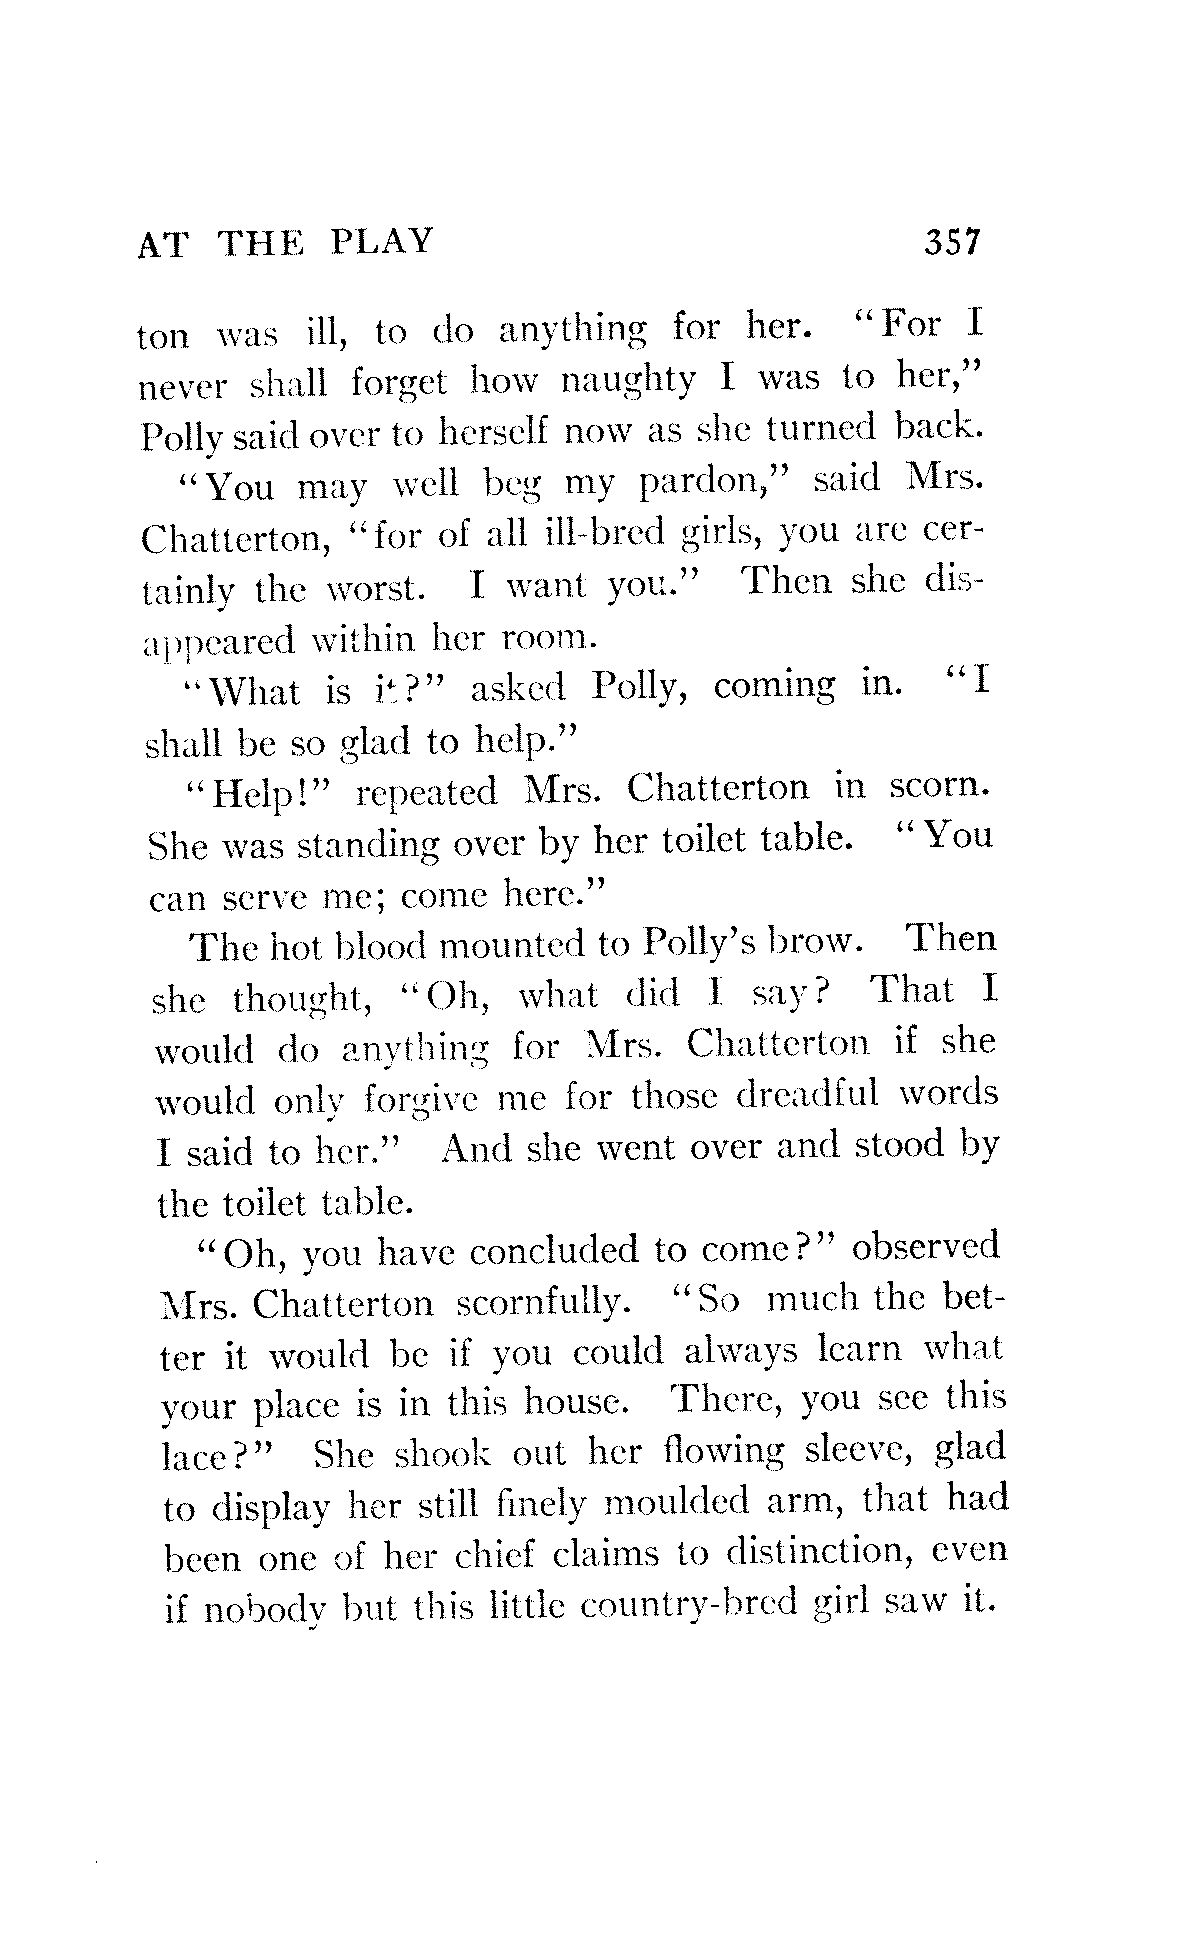 AT THE PLAY 357
ton was ill, to do anything for her. "For I
never shall forget how naughty I was to her,"
Polly said over to herself now as she turned back.
"You may well beg my pardon," said Mrs.
Chatterton, "for of all ill-bred girls, you are cer-
tainly the worst. I want you." Then she dis-
appeared within her room.
"What is it?" asked Polly, coming in. "I
shall be so glad to help."
"Help!" repeated Mrs. Chatterton in scorn.
She was standing over by her toilet table. "You
can serve me; come here."
The hot blood mounted to Polly's brow. Then
she thought, "Oh, what did I say? That I
would do anything for Mrs. Chatterton if she
would only forgive me for those dreadful words
I said to her." And she went over and stood by
the toilet table.
"Oh, you have concluded to come?" observed
Mrs. Chatterton scornfully. "So much the bet-
ter it would be if you could always learn what
your place is in this house. There, you see this
lace?" She shook out her flowing sleeve, glad
to display her still finely moulded arm, that had
been one of her chief claims to distinction, even
if nobody but this little country-bred girl saw it.